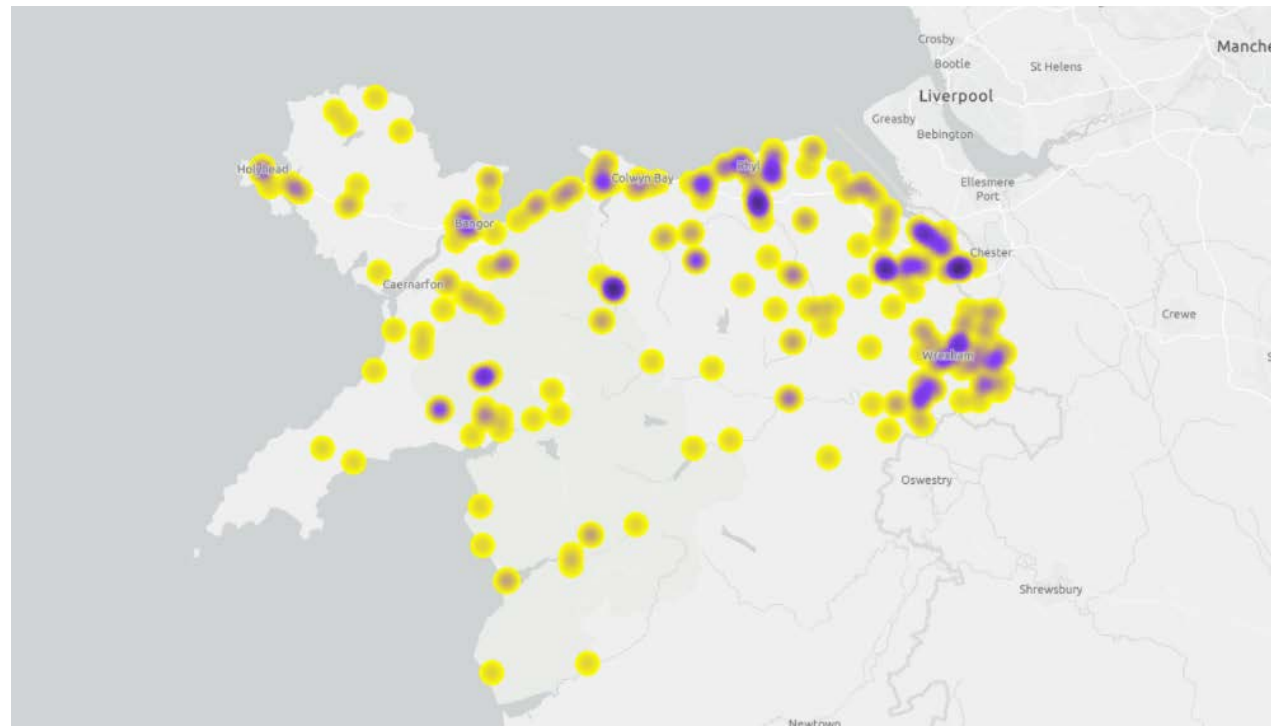 Crosby
Bootle
St Helens
Manche
Liverpool
Greasby
Bebington
Holyhead
Rhyl
Colwyn Bay
Ellesmere
Port
Bangor
Chester
Caernarfon
Crewe
Wrexham
Oswestry
Shrewsbury
Newtown